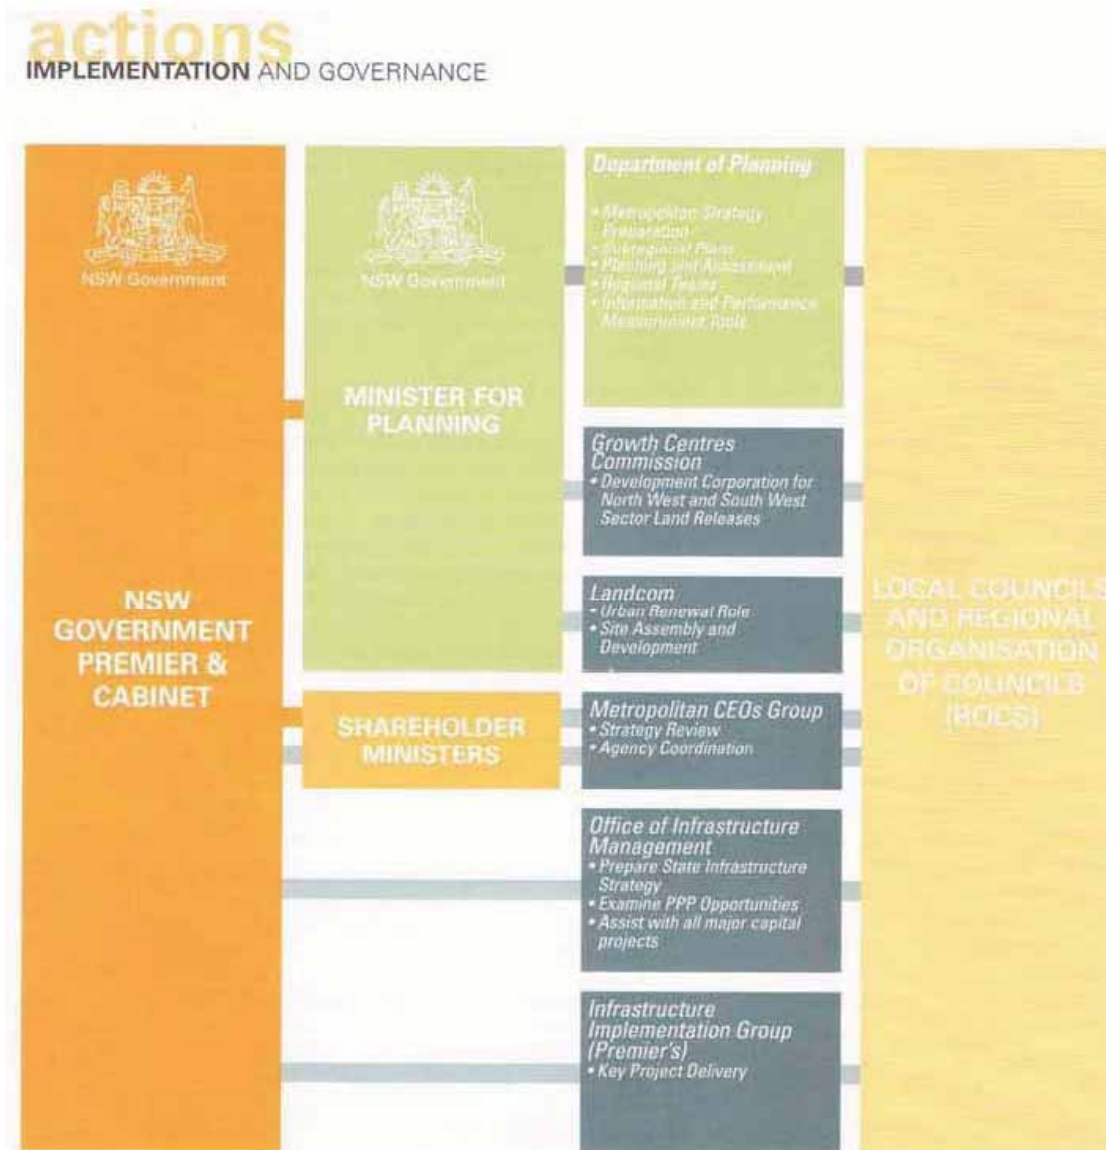 actions
IMPLEMENTATION AND GOVERNANCE
NSW Government
NSW GOVERNMENT
PREMIER &
CABINET
NSW Government
MINISTER FOR
PLANNING
SHAREHOLDER
MINISTERS
Department of Planning
• Metropolitan Strategy
Preparation
• Subregional Plans
• Planning and Assessment
• Regional Teams
• Information and Performance
Measurement Tools
Growth Centres
Commission
• Development Corporation for
North West and South West
Sector Land Releases
Landcom
- Urban Renewal Role
• Site Assembly and
Development
Metropolitan CEOs Group
• Strategy Review
• Agency Coordination
Office of Infrastructure
Management
• Prepare State Infrastructure
Strategy
• Examine PPP Opportunities
• Assist with all major capital
projects
Infrastructure
Implementation Group
(Premier's)
• Key Project Delivery
LOCAL COUNCILS
AND REGIONAL
ORGANISATION
OF COUNCILS
(ROCS)